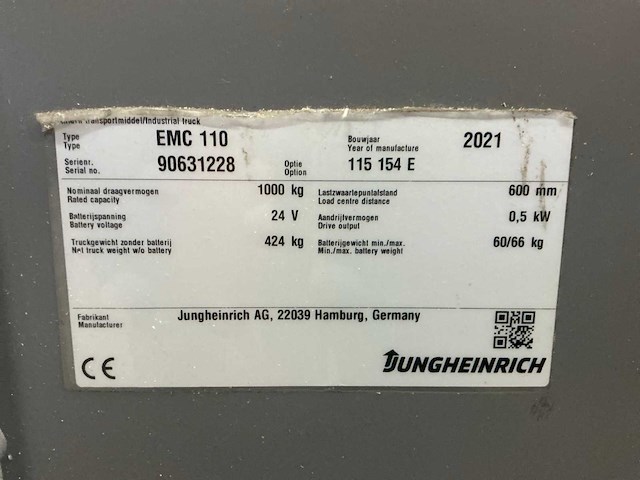 transportmiddel/Industrial truck
Type EMC 110 Bouwjaar 2021
Type Year of manufacture
Serienr. 90631228 Optie 115 154 E
Serial no. Option
Nominaal draagvermogen 1000 kg Lastzwaartepuntafstand 600 mm
Rated capacity Load centre distance
Batterijspanning 24 V Aandrijfvermogen 0,5 kW
Battery voltage Drive output
Truckgewicht zonder batterij 424 kg Batterijgewicht min./max. 60/66 kg
Net truck weight w/o battery Min./max. battery weight
Fabrikant Jungheinrich AG, 22039 Hamburg, Germany
Manufacturer
CE JUNGHEINRICH